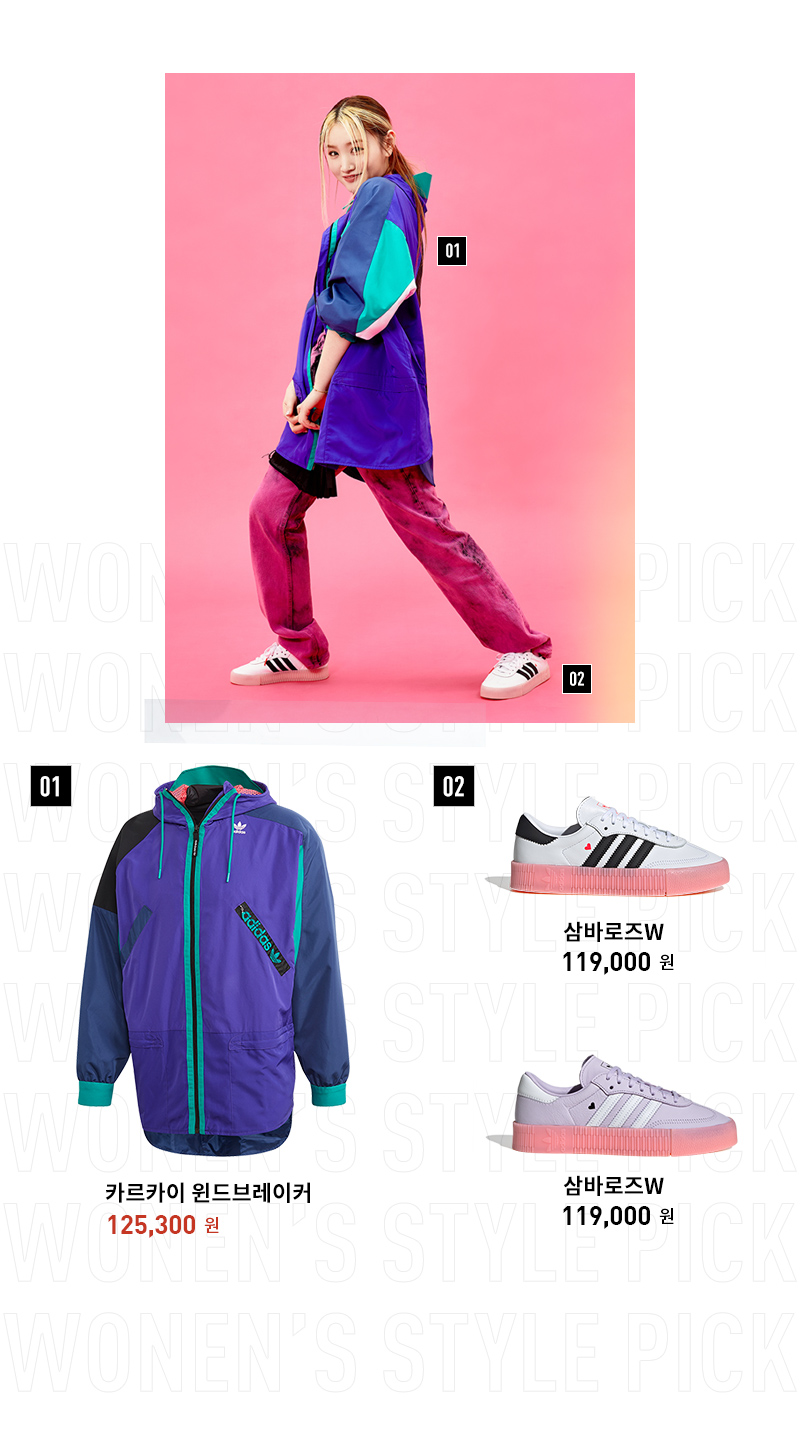 01
02
WONEN'S STYLE PICK
WONEN'S STYLE PICK
WONEN'S STYLE PICK
01
02
adidas
adidas
WONEN'S STYLE PICK
삼바로즈W
119,000 원
WONEN'S STYLE PICK
WONEN'S STYLE PICK
카르카이 윈드브레이커
125,300 원
삼바로즈W
119,000 원
WONEN'S STYLE PICK
WONEN'S STYLE PICK